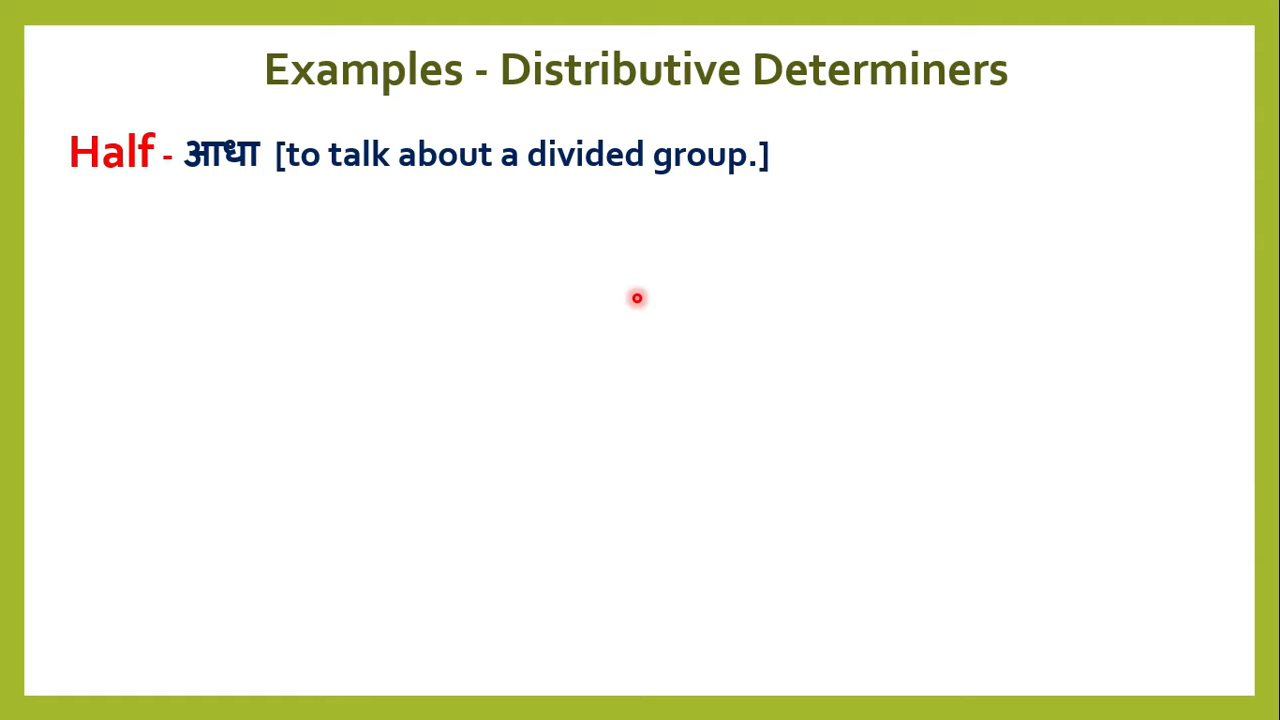 Examples - Distributive Determiners
Half - आधा [to talk about a divided group.]